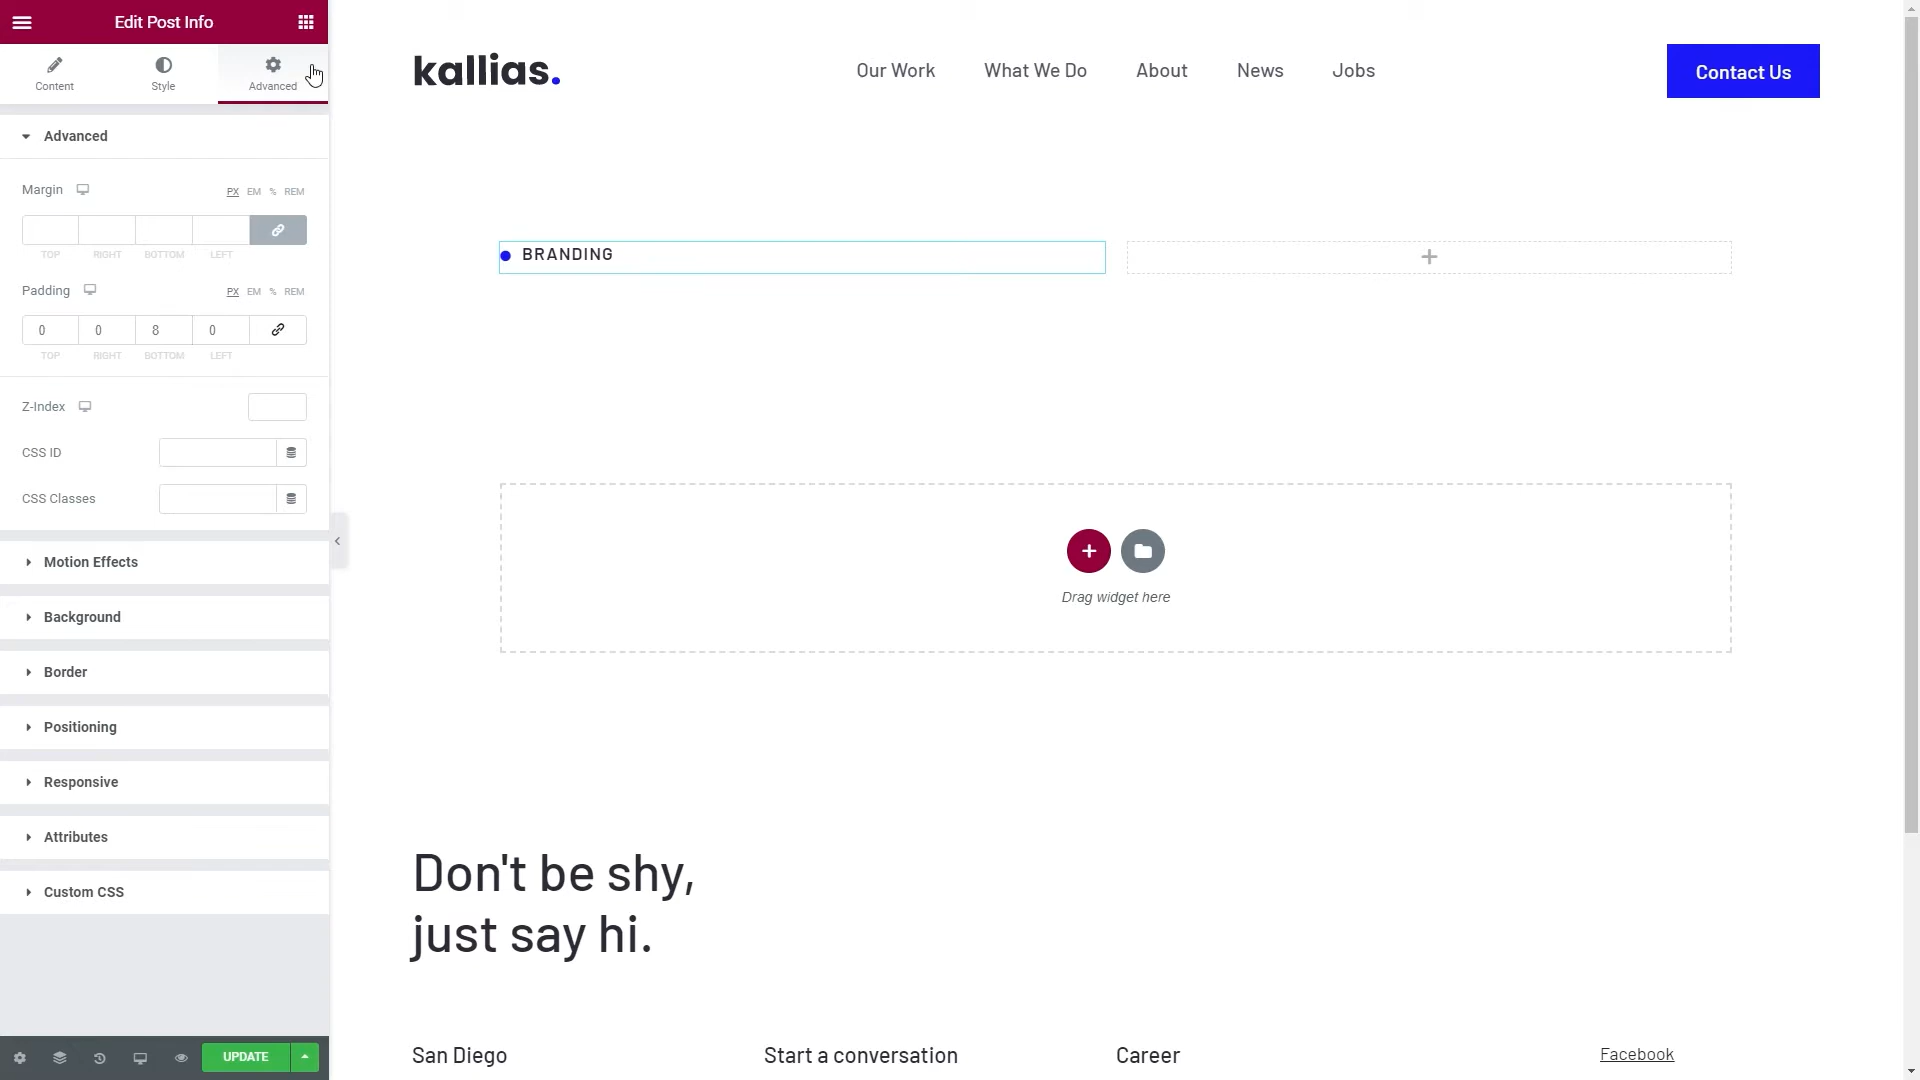 Edit Post Info
Content
Style
Advanced
Advanced
Margin
PX EM % REM
TOP RIGHT BOTTOM LEFT
Padding
PX EM % REM
0 0 8 0
TOP RIGHT BOTTOM LEFT
Z-Index
CSS ID
CSS Classes
Motion Effects
Background
Border
Positioning
Responsive
Attributes
Custom CSS
UPDATE
kallias.
Our Work What We Do About News Jobs
Contact Us
BRANDING
Drag widget here
Don't be shy,
just say hi.
San Diego Start a conversation Career Facebook